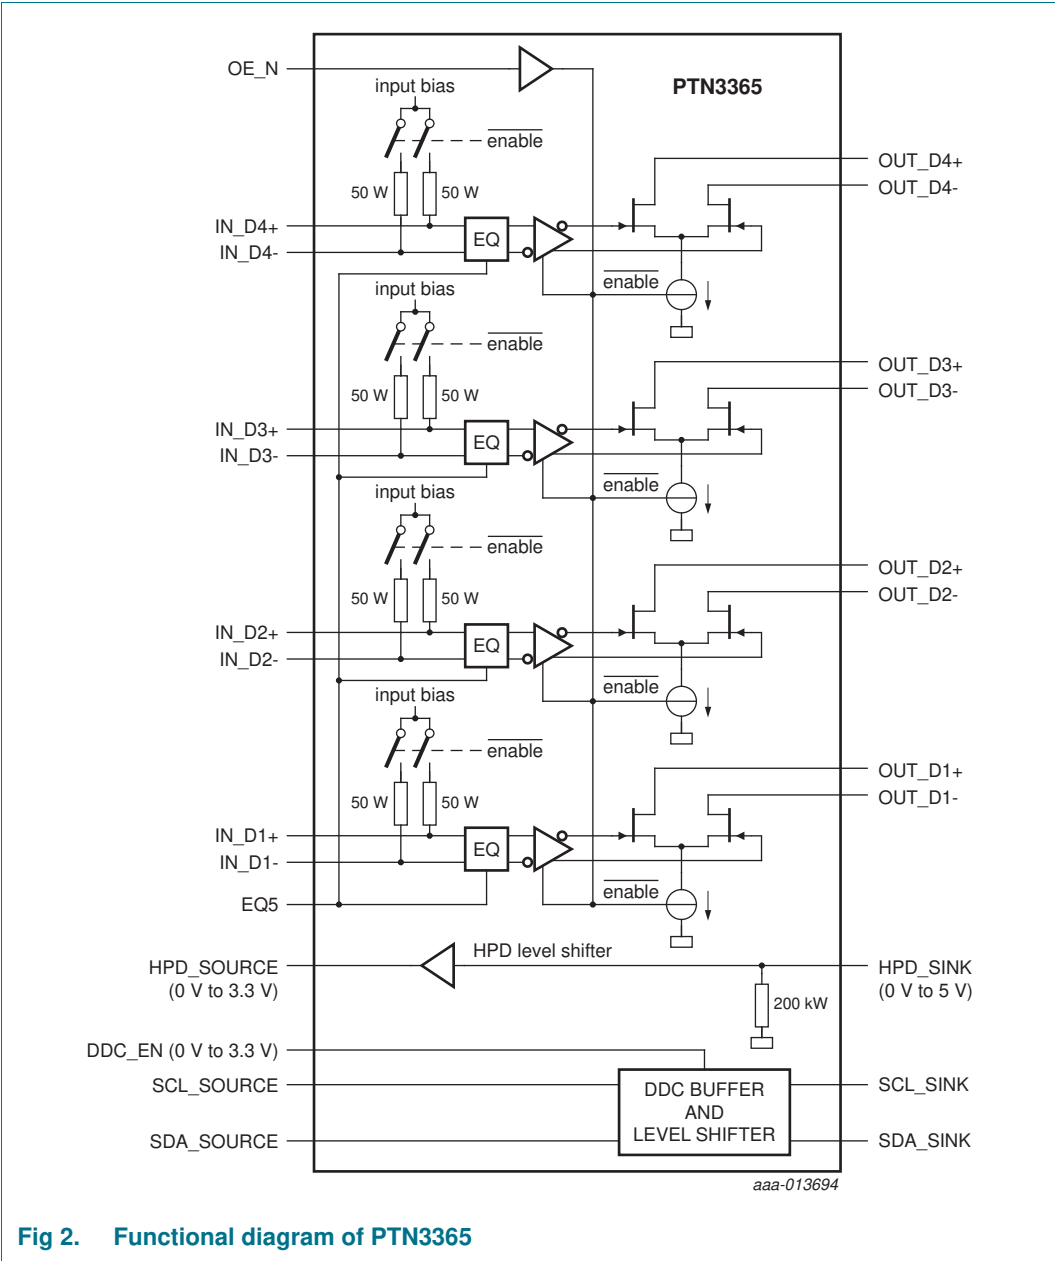 OE_N
input bias
PTN3365
enable
50 W
50 W
OUT_D4+
OUT_D4-
IN_D4+
IN_D4-
EQ
enable
input bias
enable
50 W
50 W
OUT_D3+
OUT_D3-
IN_D3+
IN_D3-
EQ
enable
input bias
enable
50 W
50 W
OUT_D2+
OUT_D2-
IN_D2+
IN_D2-
EQ
enable
input bias
enable
50 W
50 W
OUT_D1+
OUT_D1-
IN_D1+
IN_D1-
EQ
enable
EQ5
HPD level shifter
HPD_SOURCE
(0 V to 3.3 V)
HPD_SINK
(0 V to 5 V)
200 kW
DDC_EN (0 V to 3.3 V)
SCL_SOURCE
SDA_SOURCE
DDC BUFFER
AND
LEVEL SHIFTER
SCL_SINK
SDA_SINK
aaa-013694
Fig 2. Functional diagram of PTN3365